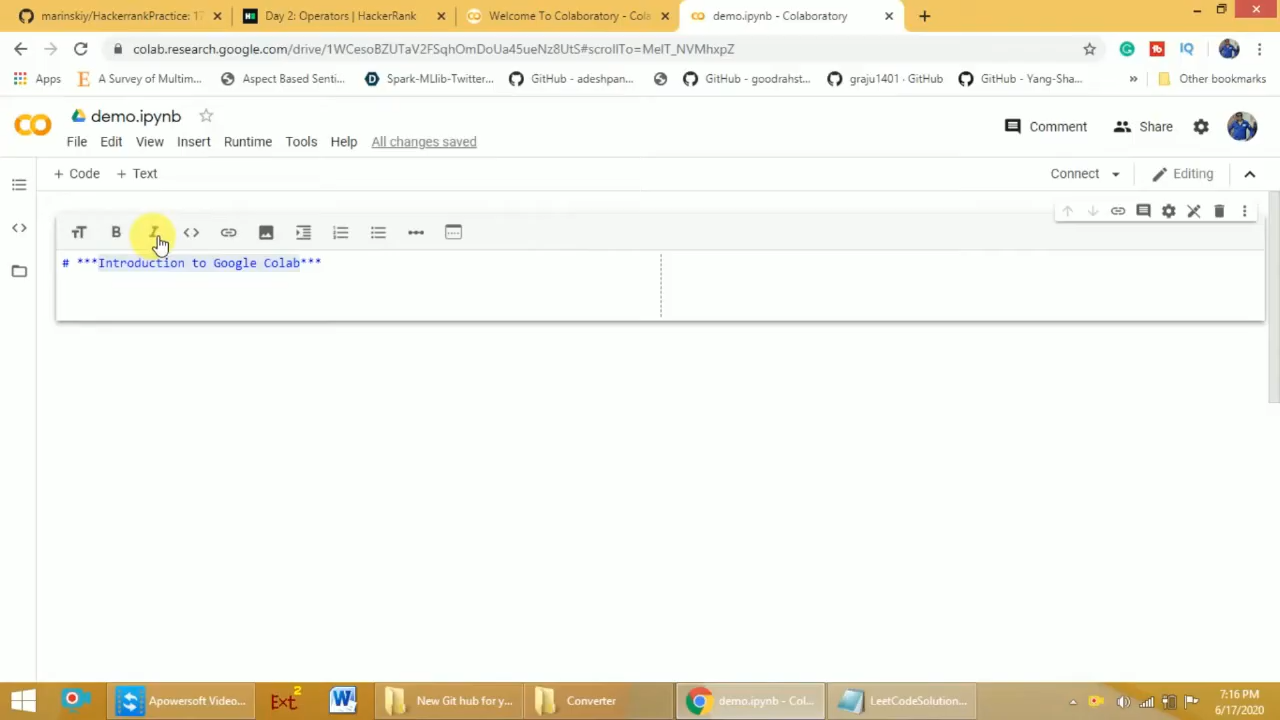 marinskiy/HackerrankPractice: 17
Day 2: Operators | HackerRank
Welcome To Colaboratory - Cola
demo.ipynb - Colaboratory
colab.research.google.com/drive/1WCesoBZUTaV2FSqhOmDoUa45ueNz8UtS#scrollTo=MeIT_NVMhxpZ
Apps
A Survey of Multim...
Aspect Based Senti...
Spark-MLlib-Twitter...
GitHub - adeshpan...
GitHub - goodrahst...
graju1401 · GitHub
GitHub - Yang-Sha...
»
Other bookmarks
demo.ipynb
Comment
Share
File Edit View Insert Runtime Tools Help All changes saved
+ Code + Text
Connect
Editing
# ***Introduction to Google Colab***
Apowersoft Video...
Ext2
New Git hub for y...
Converter
demo.ipynb - Col...
LeetCodeSolution...
7:16 PM
6/17/2020